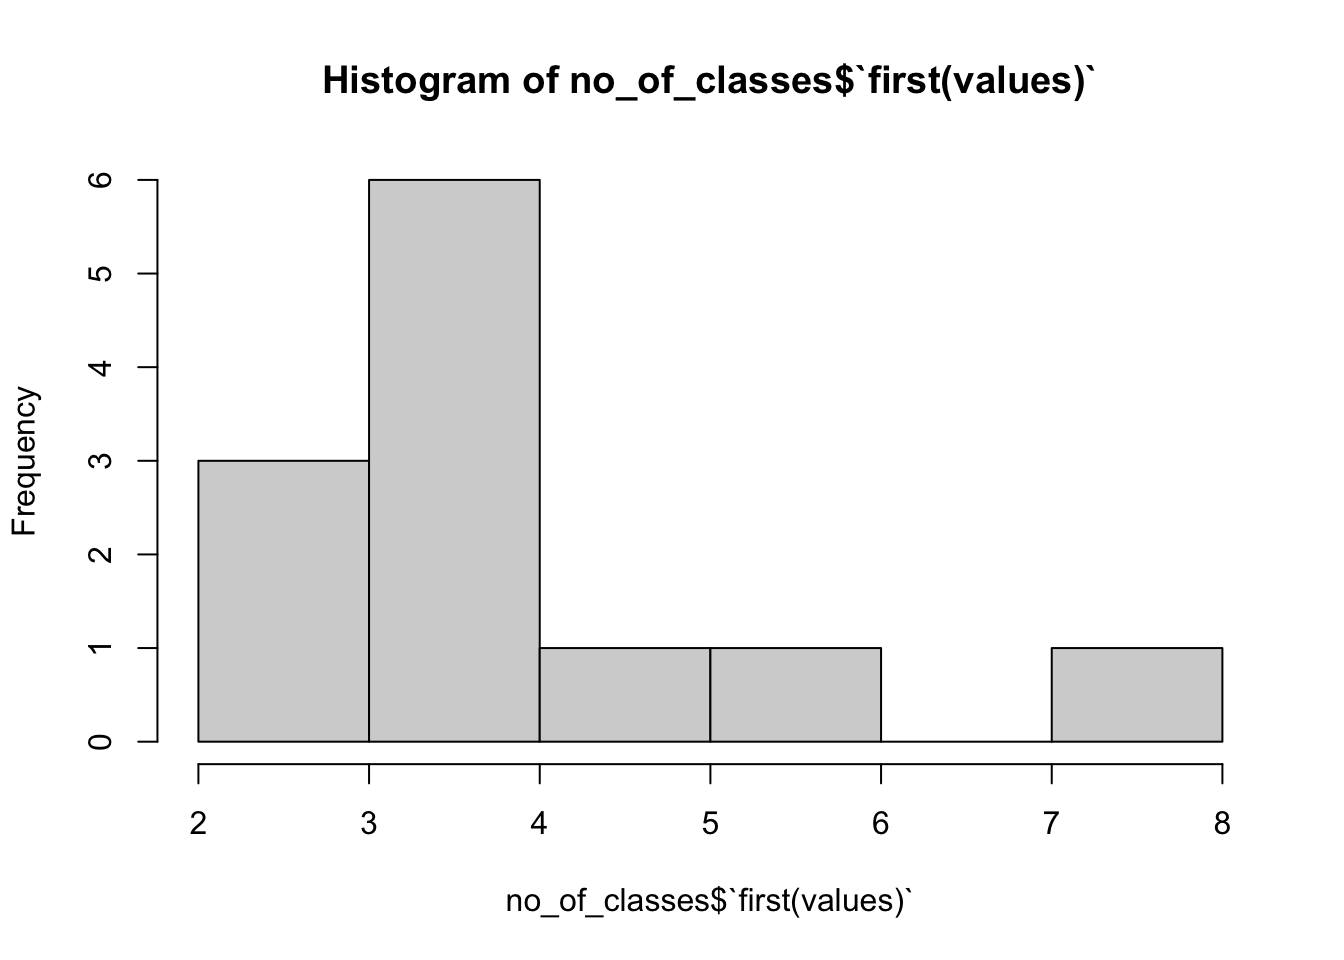 Histogram of no_of_classes$`first(values)`
Frequency
6
5
4
3
2
1
0
2 3 4 5 6 7 8
no_of_classes$`first(values)`